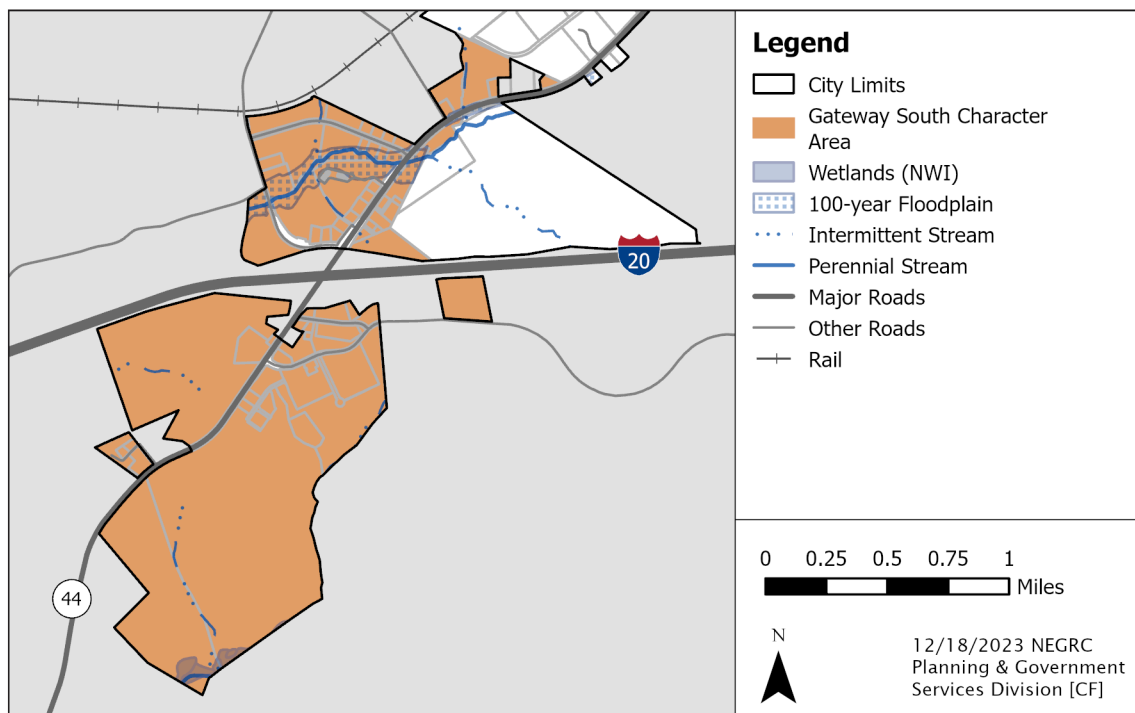 Legend
City Limits
Gateway South Character
Area
Wetlands (NWI)
100-year Floodplain
Intermittent Stream
Perennial Stream
Major Roads
Other Roads
Rail
20
44
0 0.25 0.5 0.75 1
Miles
N
12/18/2023 NEGRC
Planning & Government
Services Division [CF]